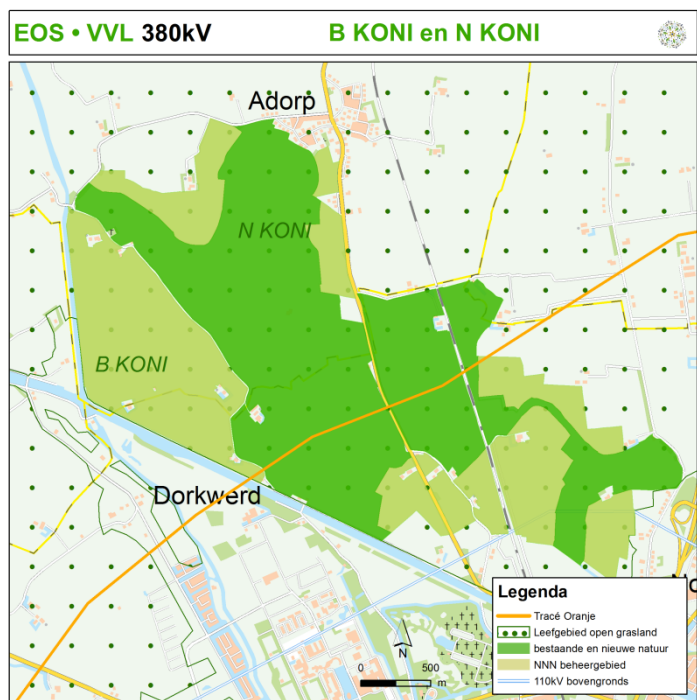 EOS • VVL 380kV B KONI en N KONI
Adorp
N KONI
B KONI
Dorkwerd
N
0 500
m
Legenda
Tracé Oranje
Leefgebied open grasland
bestaande en nieuwe natuur
NNN beheergebied
110kV bovengronds